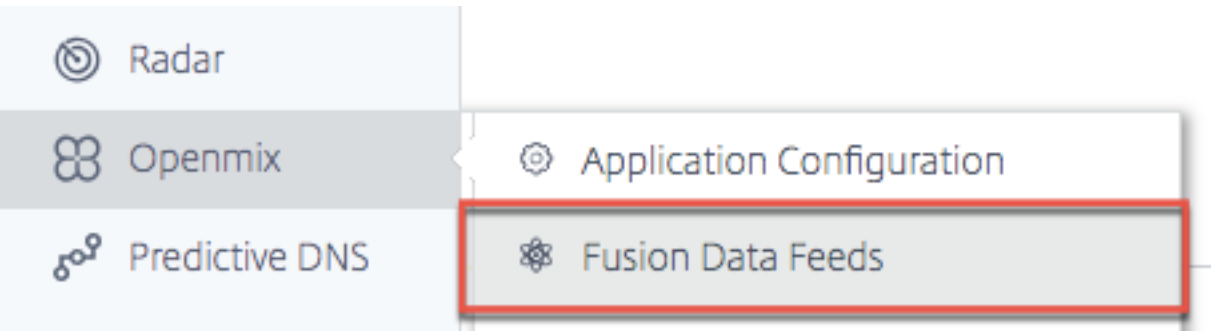 Radar
Openmix
Application Configuration
Predictive DNS
Fusion Data Feeds